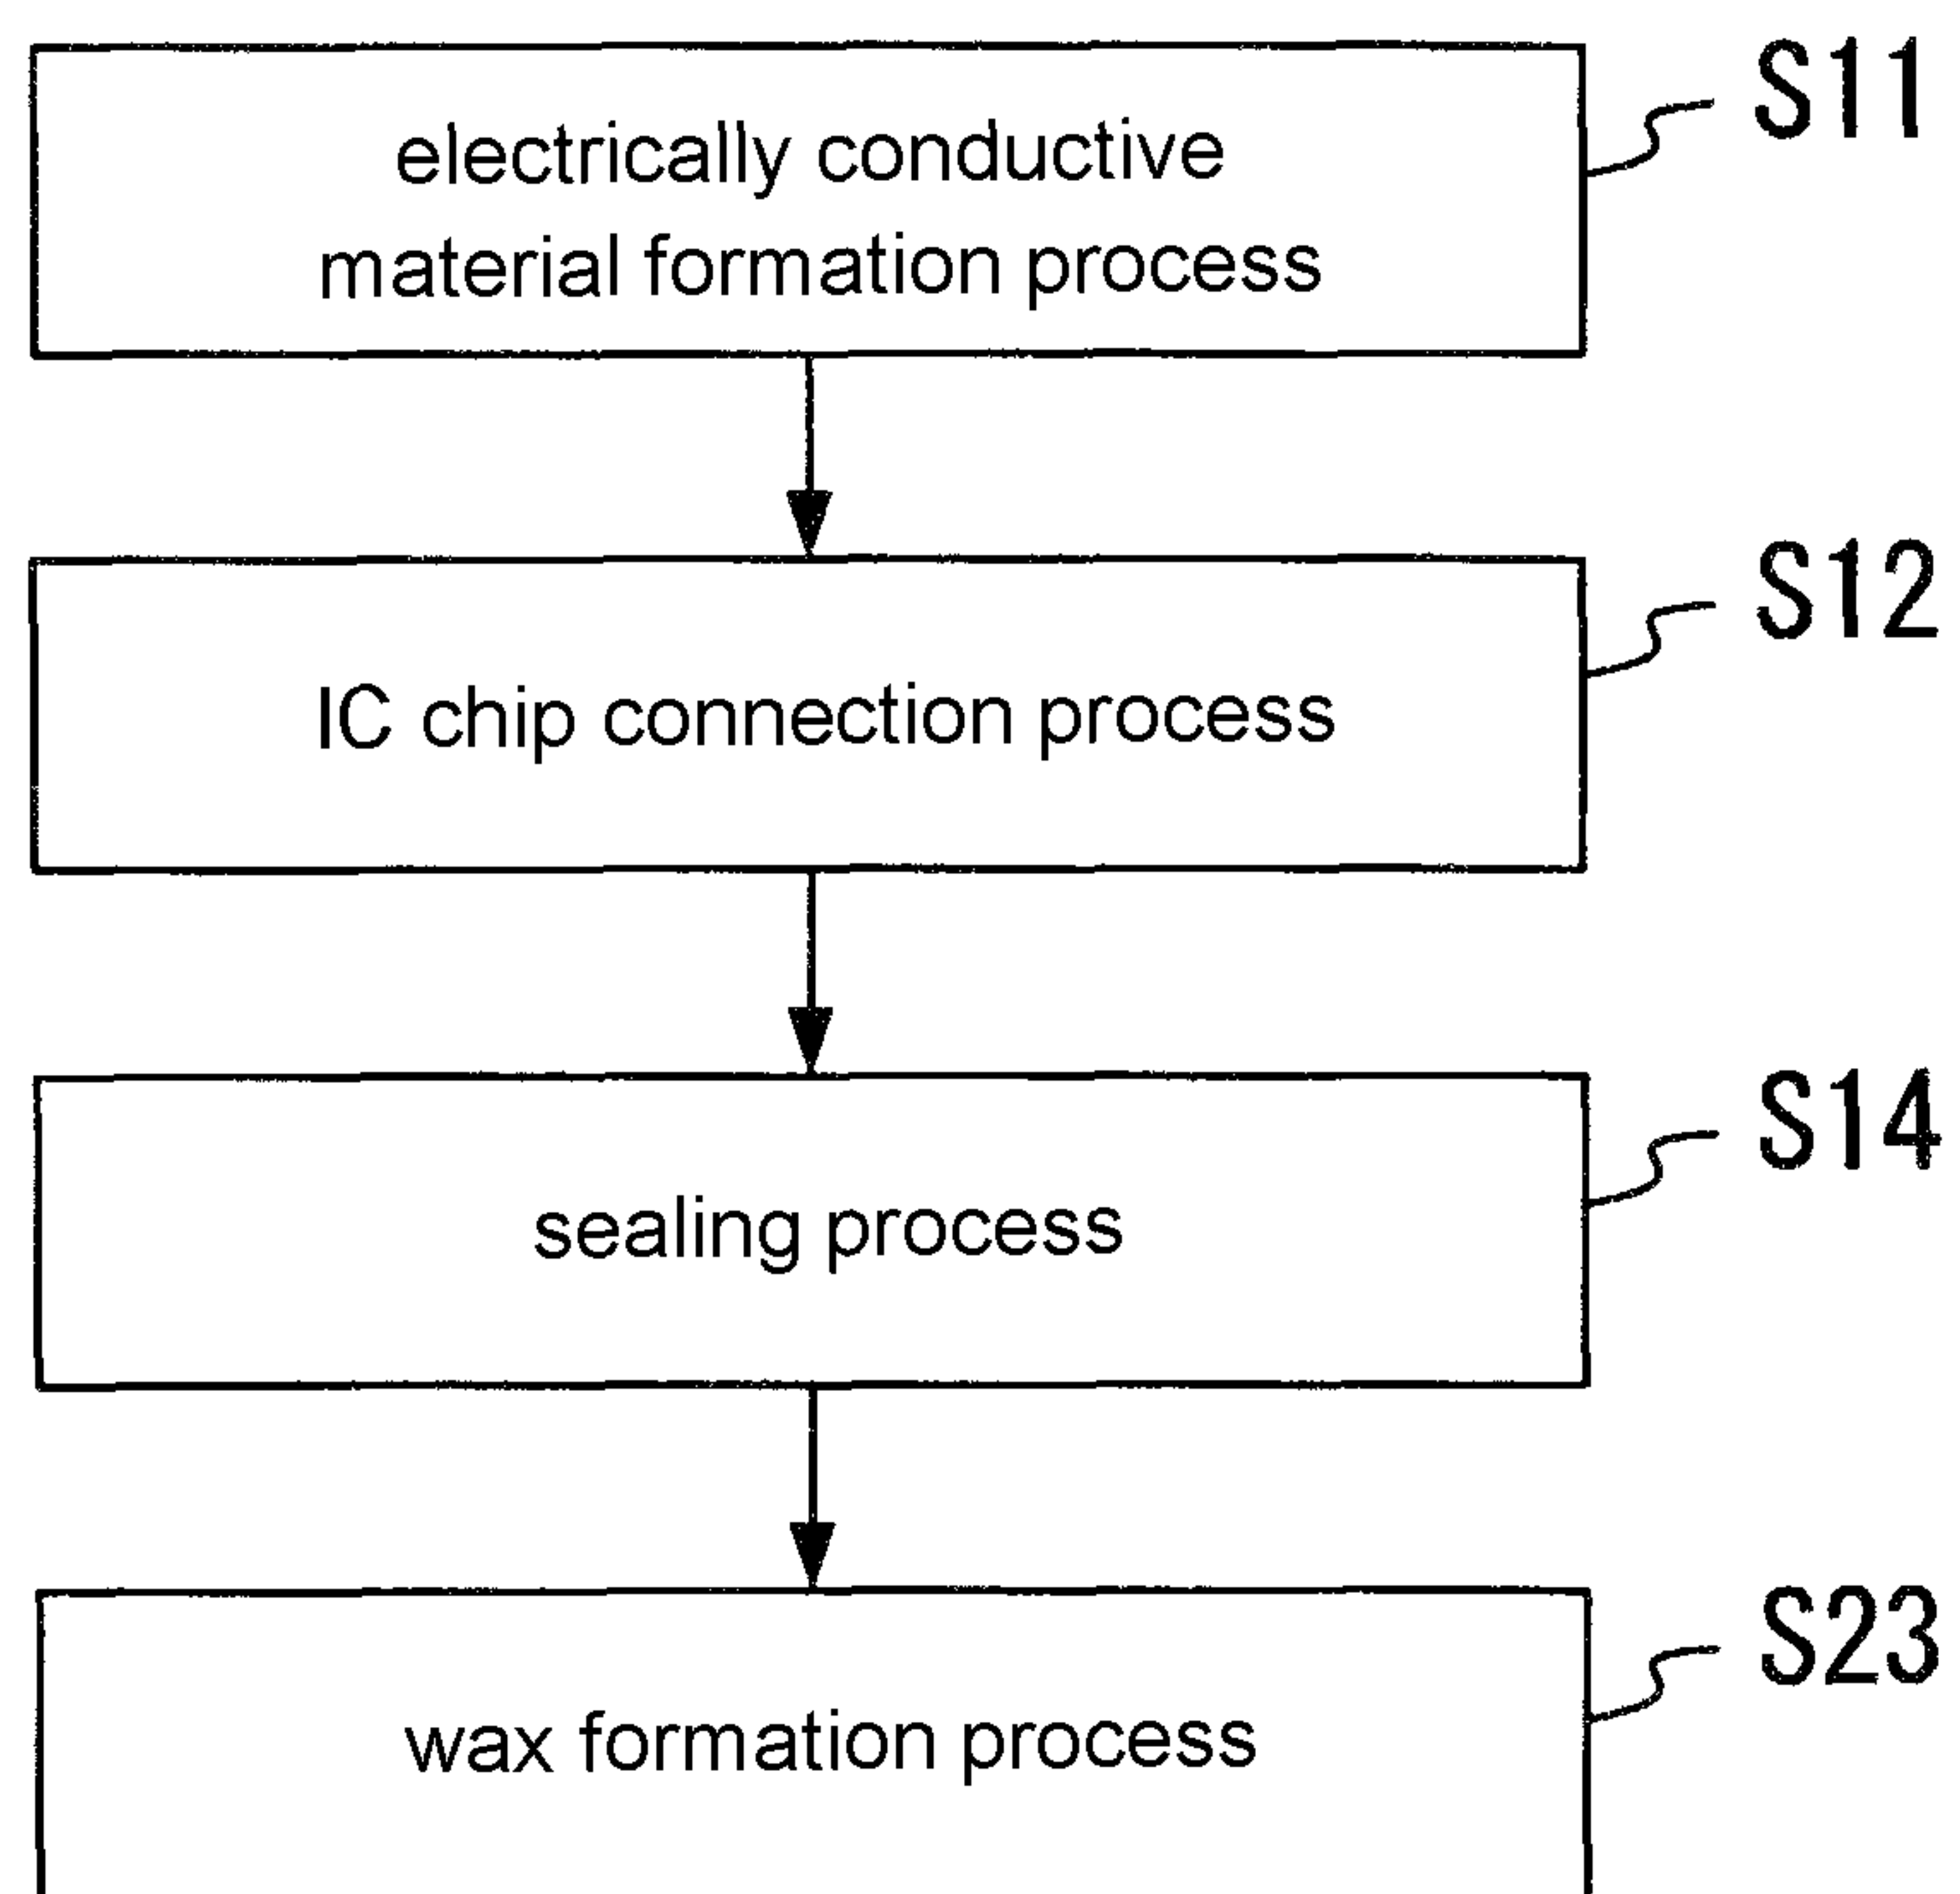 electrically conductive
material formation process
S11
IC chip connection process
S12
sealing process
S14
wax formation process
S23